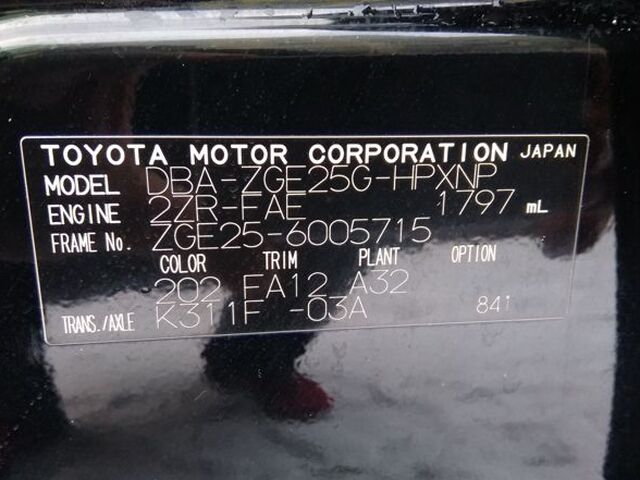 TOYOTA MOTOR CORPORATION JAPAN
MODEL DBA-ZGE25G-HPXNP
ENGINE 2ZR-FAE 1797 mL
FRAME No. ZGE25-6005715
COLOR TRIM PLANT OPTION
202 FA12 A32
TRANS./AXLE K311F -03A 841